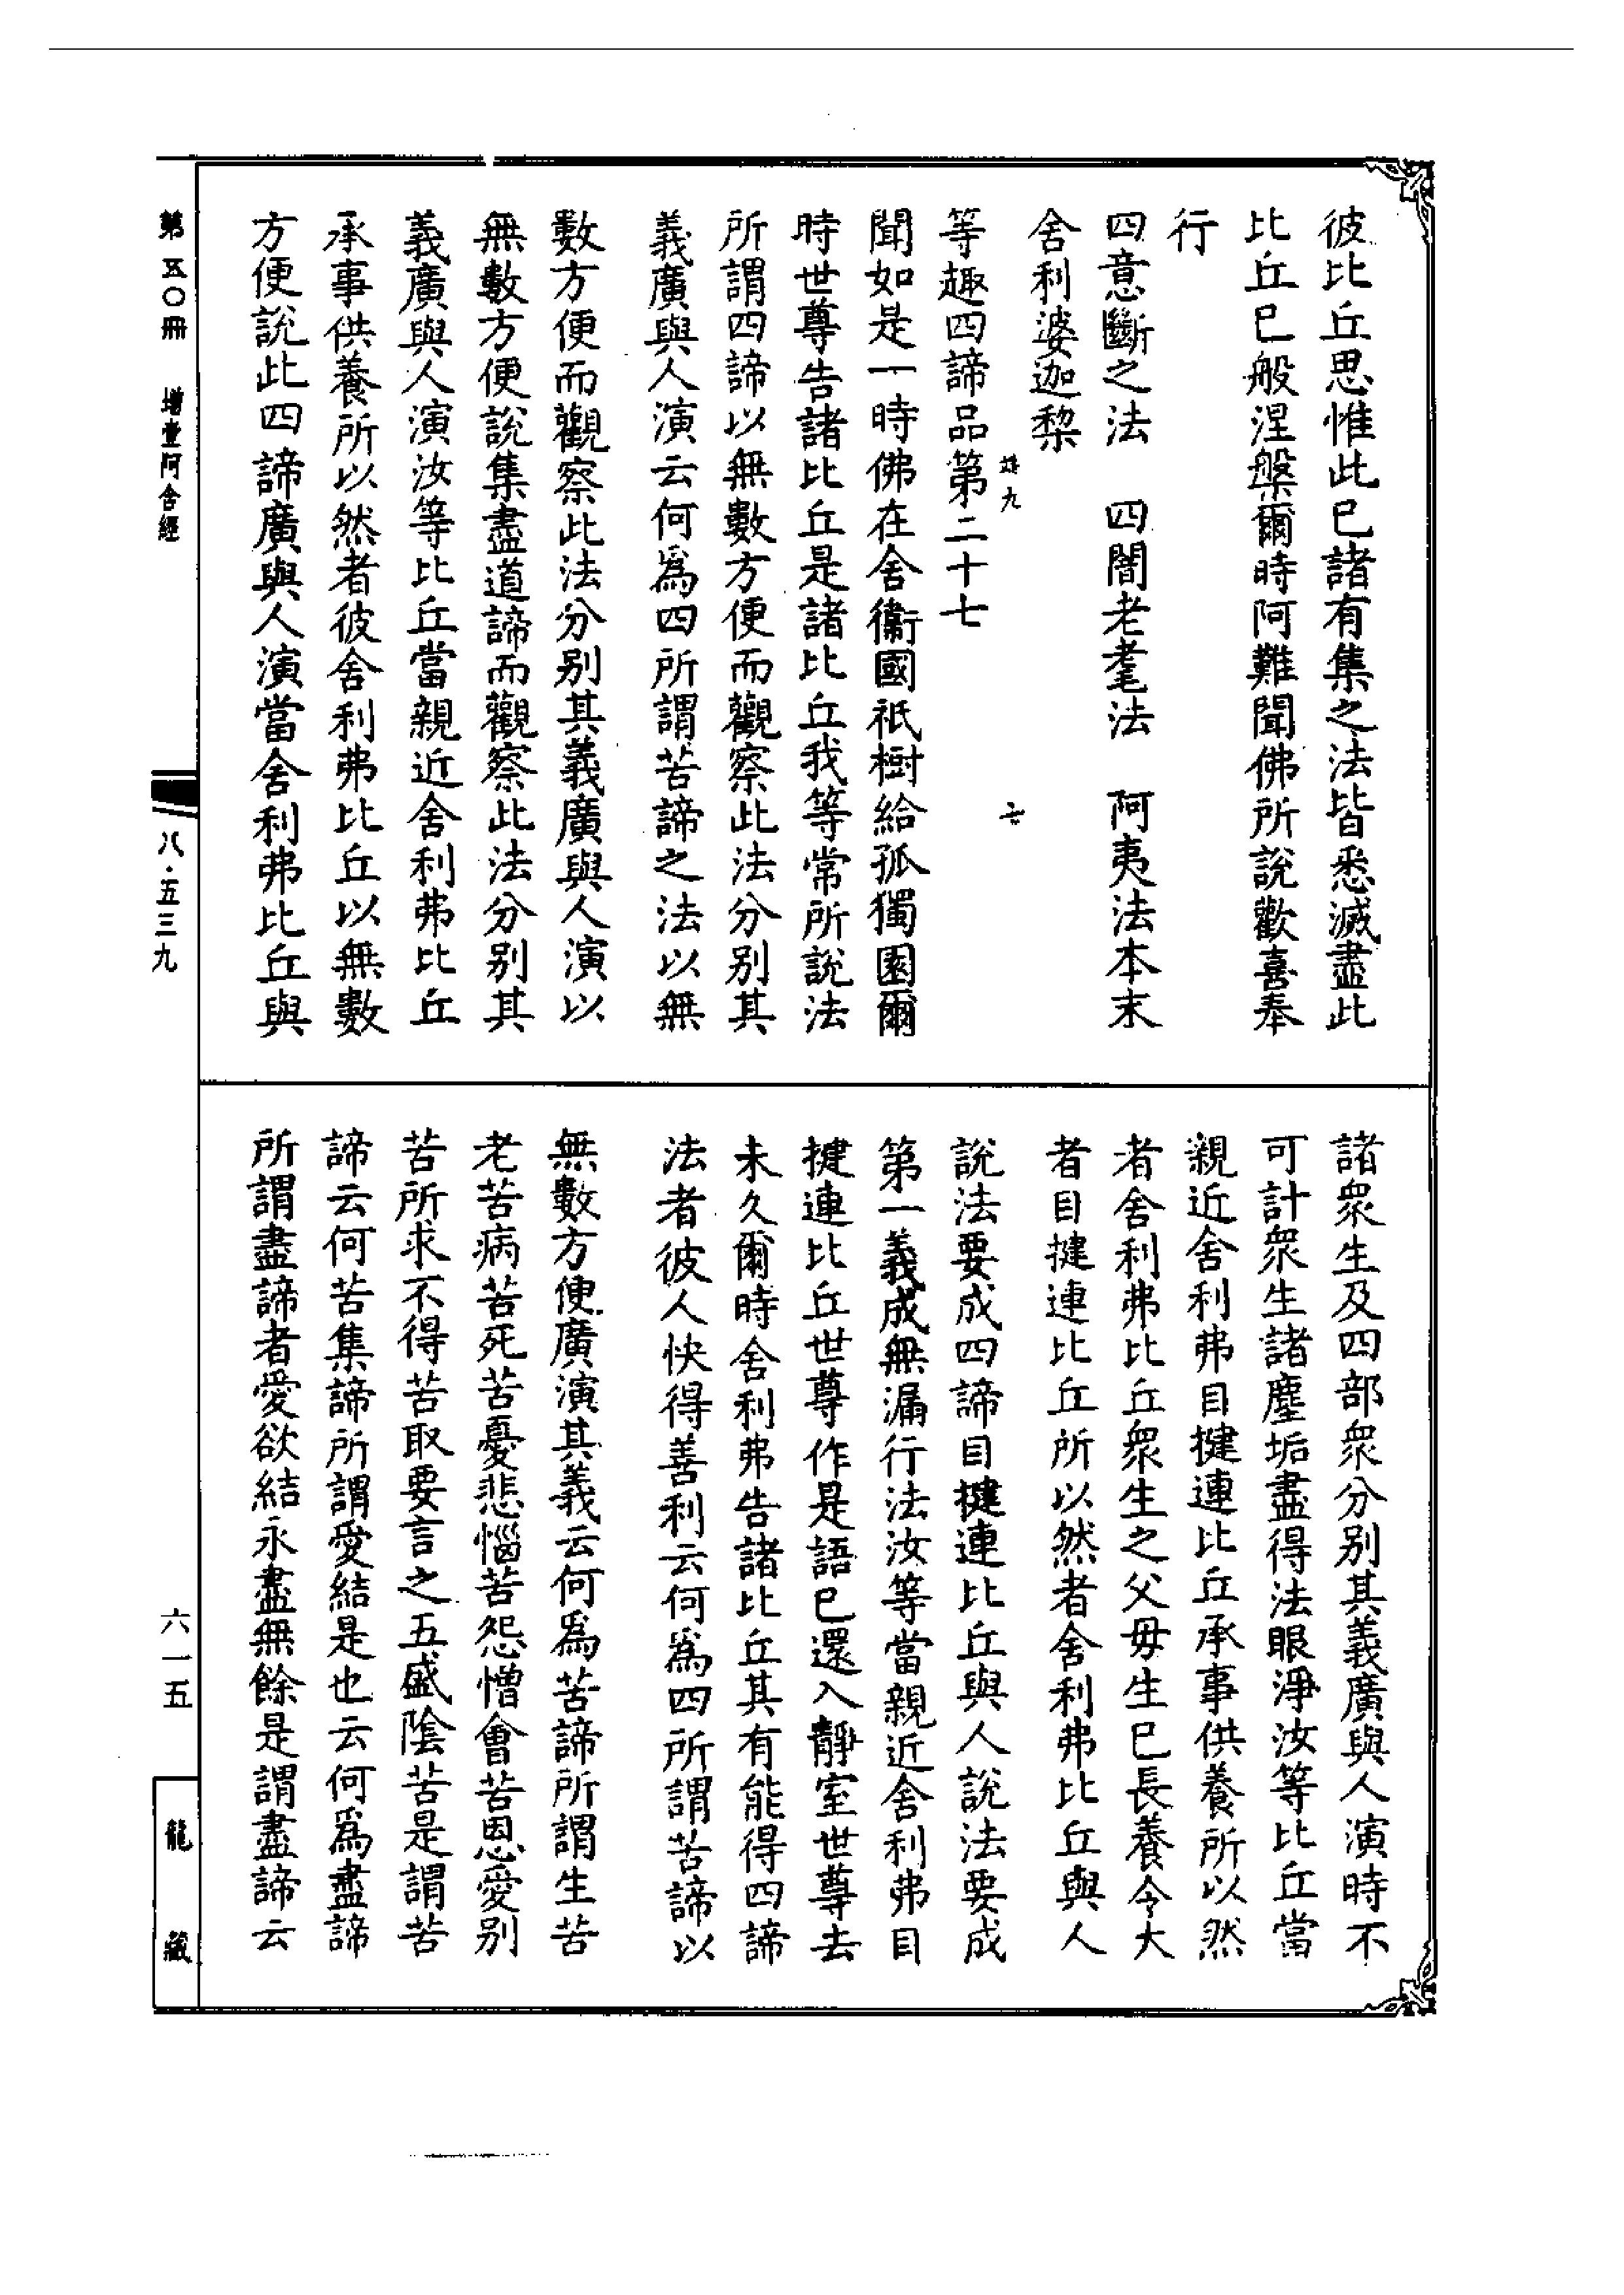 彼比丘思惟此已諸有集之法皆悉滅盡此
比丘已般涅槃爾時阿難聞佛所說歡喜奉
行
四意斷之法　四闇老耄法　阿夷法本末
舍利婆迦梨
九　七
等趣四諦品第二十七
聞如是一時佛在舍衞國祇樹給孤獨園爾
時世尊告諸比丘是諸比丘我等常所說法
所謂四諦以無數方便而觀察此法分別其
義廣與人演云何爲四所謂苦諦之法以無
數方便而觀察此法分別其義廣與人演以
無數方便說集盡道諦而觀察此法分別其
義廣與人演汝等比丘當親近舍利弗比丘
承事供養所以然者彼舍利弗比丘以無數
方便說此四諦廣與人演當舍利弗比丘與
諸衆生及四部衆分別其義廣與人演時不
可計衆生諸塵垢盡得法眼淨汝等比丘當
親近舍利弗目揵連比丘承事供養所以然
者舍利弗比丘衆生之父母生已長養令大
者目揵連比丘所以然者舍利弗比丘與人
說法要成四諦目揵連比丘與人說法要成
第一義成無漏行法汝等當親近舍利弗目
揵連比丘世尊作是語已還入靜室世尊去
未久爾時舍利弗告諸比丘其有能得四諦
法者彼人快得善利云何爲四所謂苦諦以
無數方便廣演其義云何爲苦諦所謂生苦
老苦病苦死苦憂悲惱苦怨憎會苦恩愛別
苦所求不得苦取要言之五盛陰苦是謂苦
諦云何苦集諦所謂愛結是也云何爲盡諦
所謂盡諦者愛欲結永盡無餘是謂盡諦云
第五〇冊　增壹阿含經
八·五三九
六一五
龍藏